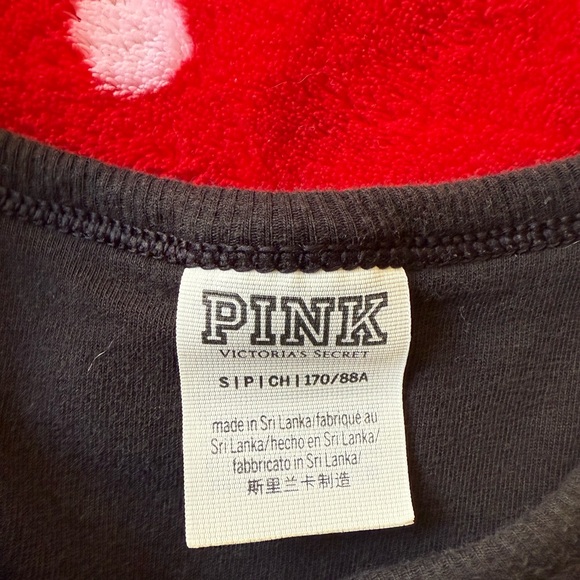 PINK
VICTORIA'S SECRET
S | P | CH | 170/88A
made in Sri Lanka/fabriqué au
Sri Lanka/hecho en Sri Lanka/
fabbricato in Sri Lanka/
斯里兰卡制造